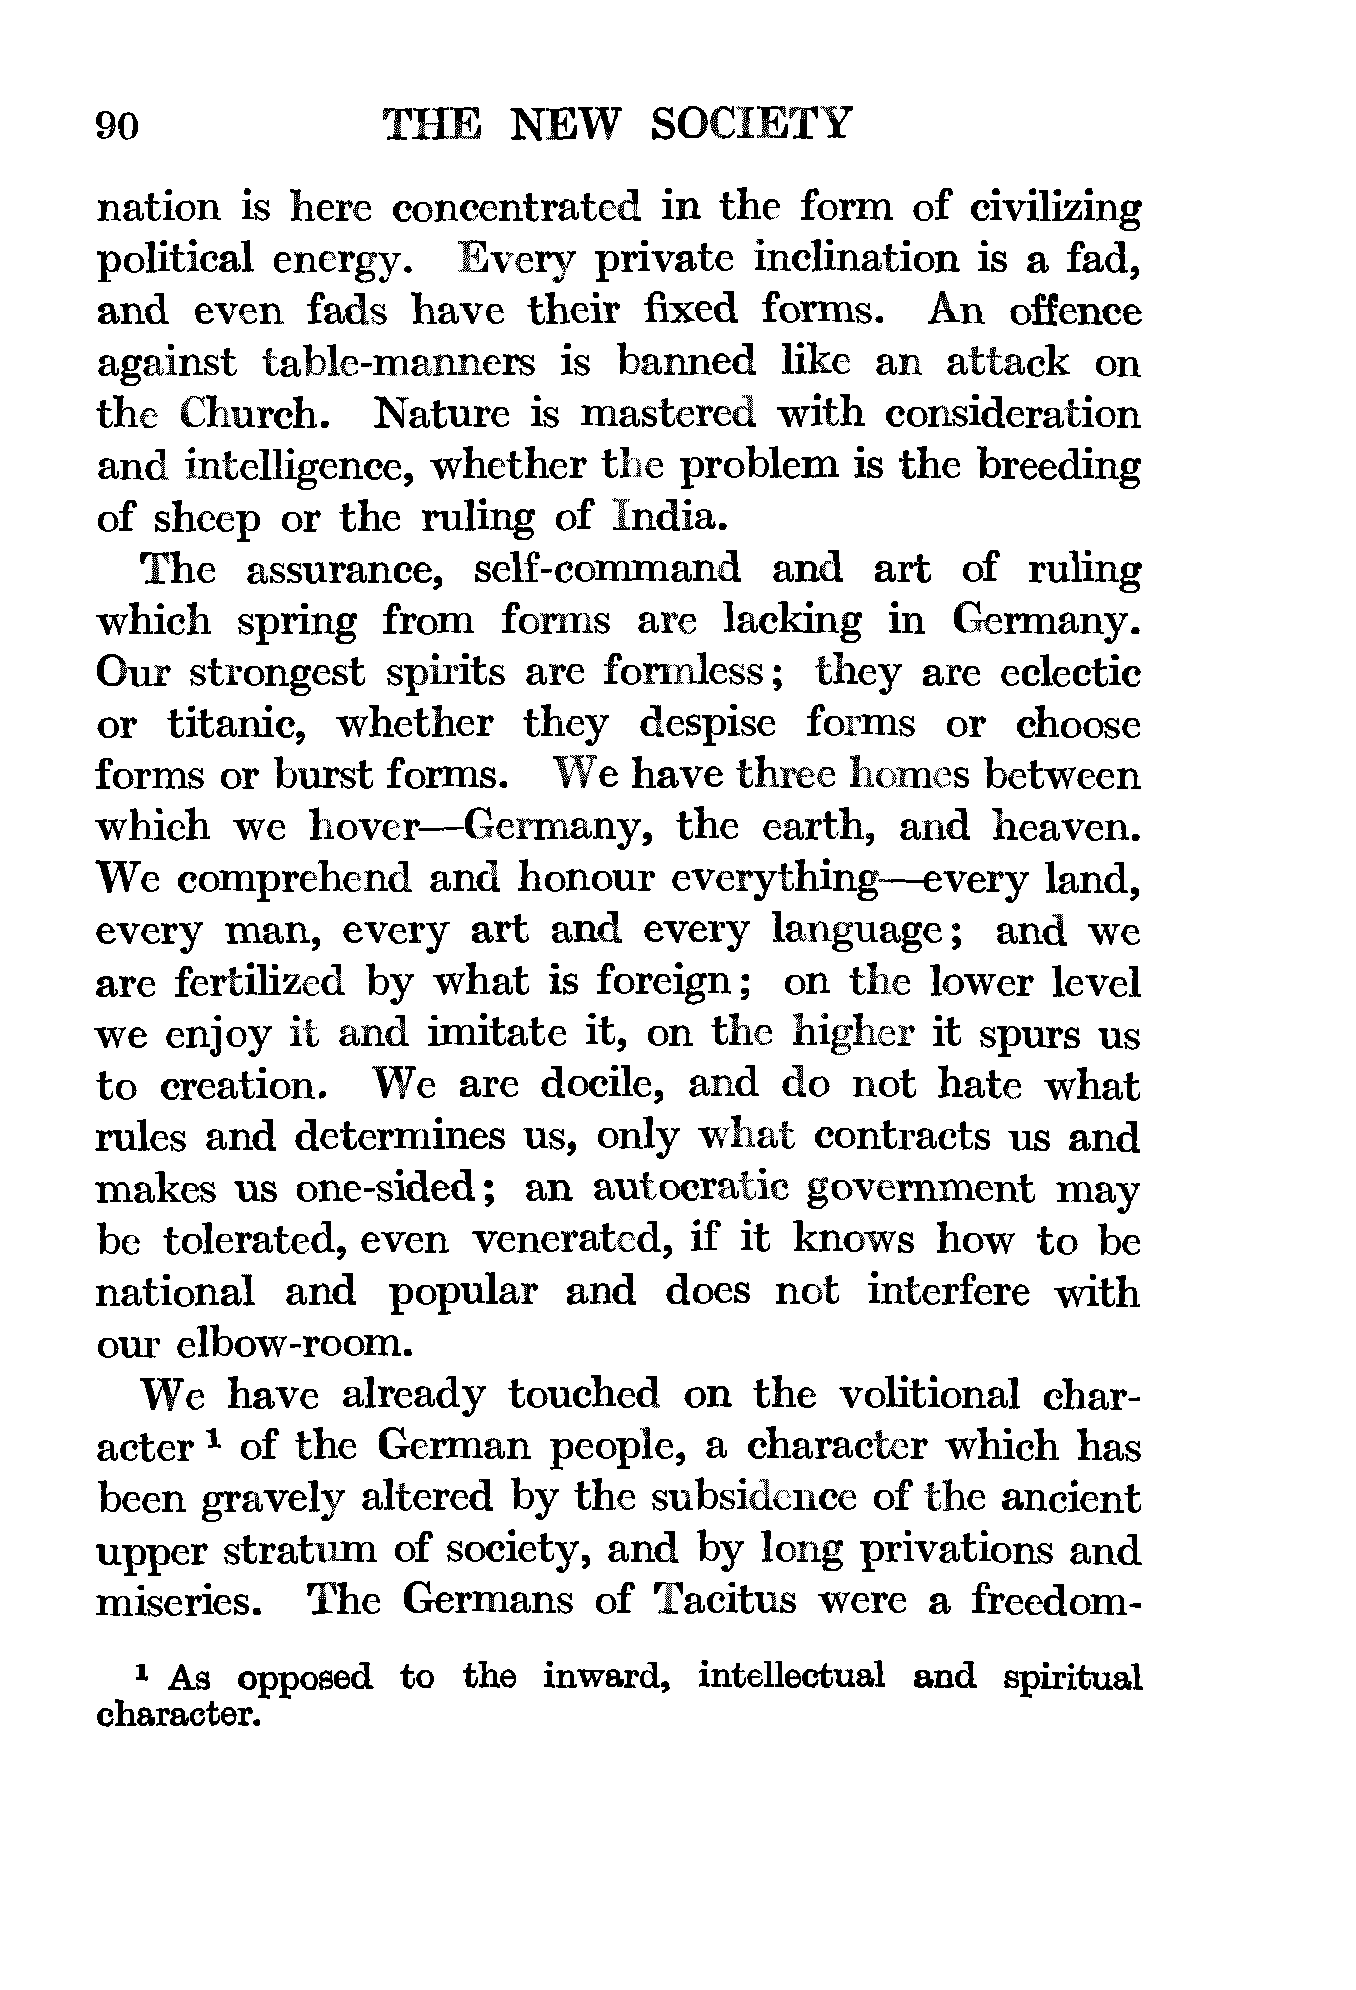 90 THE NEW SOCIETY
nation is here concentrated in the form of civilizing
political energy. Every private inclination is a fad,
and even fads have their fixed forms. An offence
against table-manners is banned like an attack on
the Church. Nature is mastered with consideration
and intelligence, whether the problem is the breeding
of sheep or the ruling of India.
The assurance, self-command and art of ruling
which spring from forms are lacking in Germany.
Our strongest spirits are formless; they are eclectic
or titanic, whether they despise forms or choose
forms or burst forms. We have three homes between
which we hover—Germany, the earth, and heaven.
We comprehend and honour everything—every land,
every man, every art and every language; and we
are fertilized by what is foreign; on the lower level
we enjoy it and imitate it, on the higher it spurs us
to creation. We are docile, and do not hate what
rules and determines us, only what contracts us and
makes us one-sided; an autocratic government may
be tolerated, even venerated, if it knows how to be
national and popular and does not interfere with
our elbow-room.
We have already touched on the volitional char-
acter ¹ of the German people, a character which has
been gravely altered by the subsidence of the ancient
upper stratum of society, and by long privations and
miseries. The Germans of Tacitus were a freedom-
¹ As opposed to the inward, intellectual and spiritual
character.